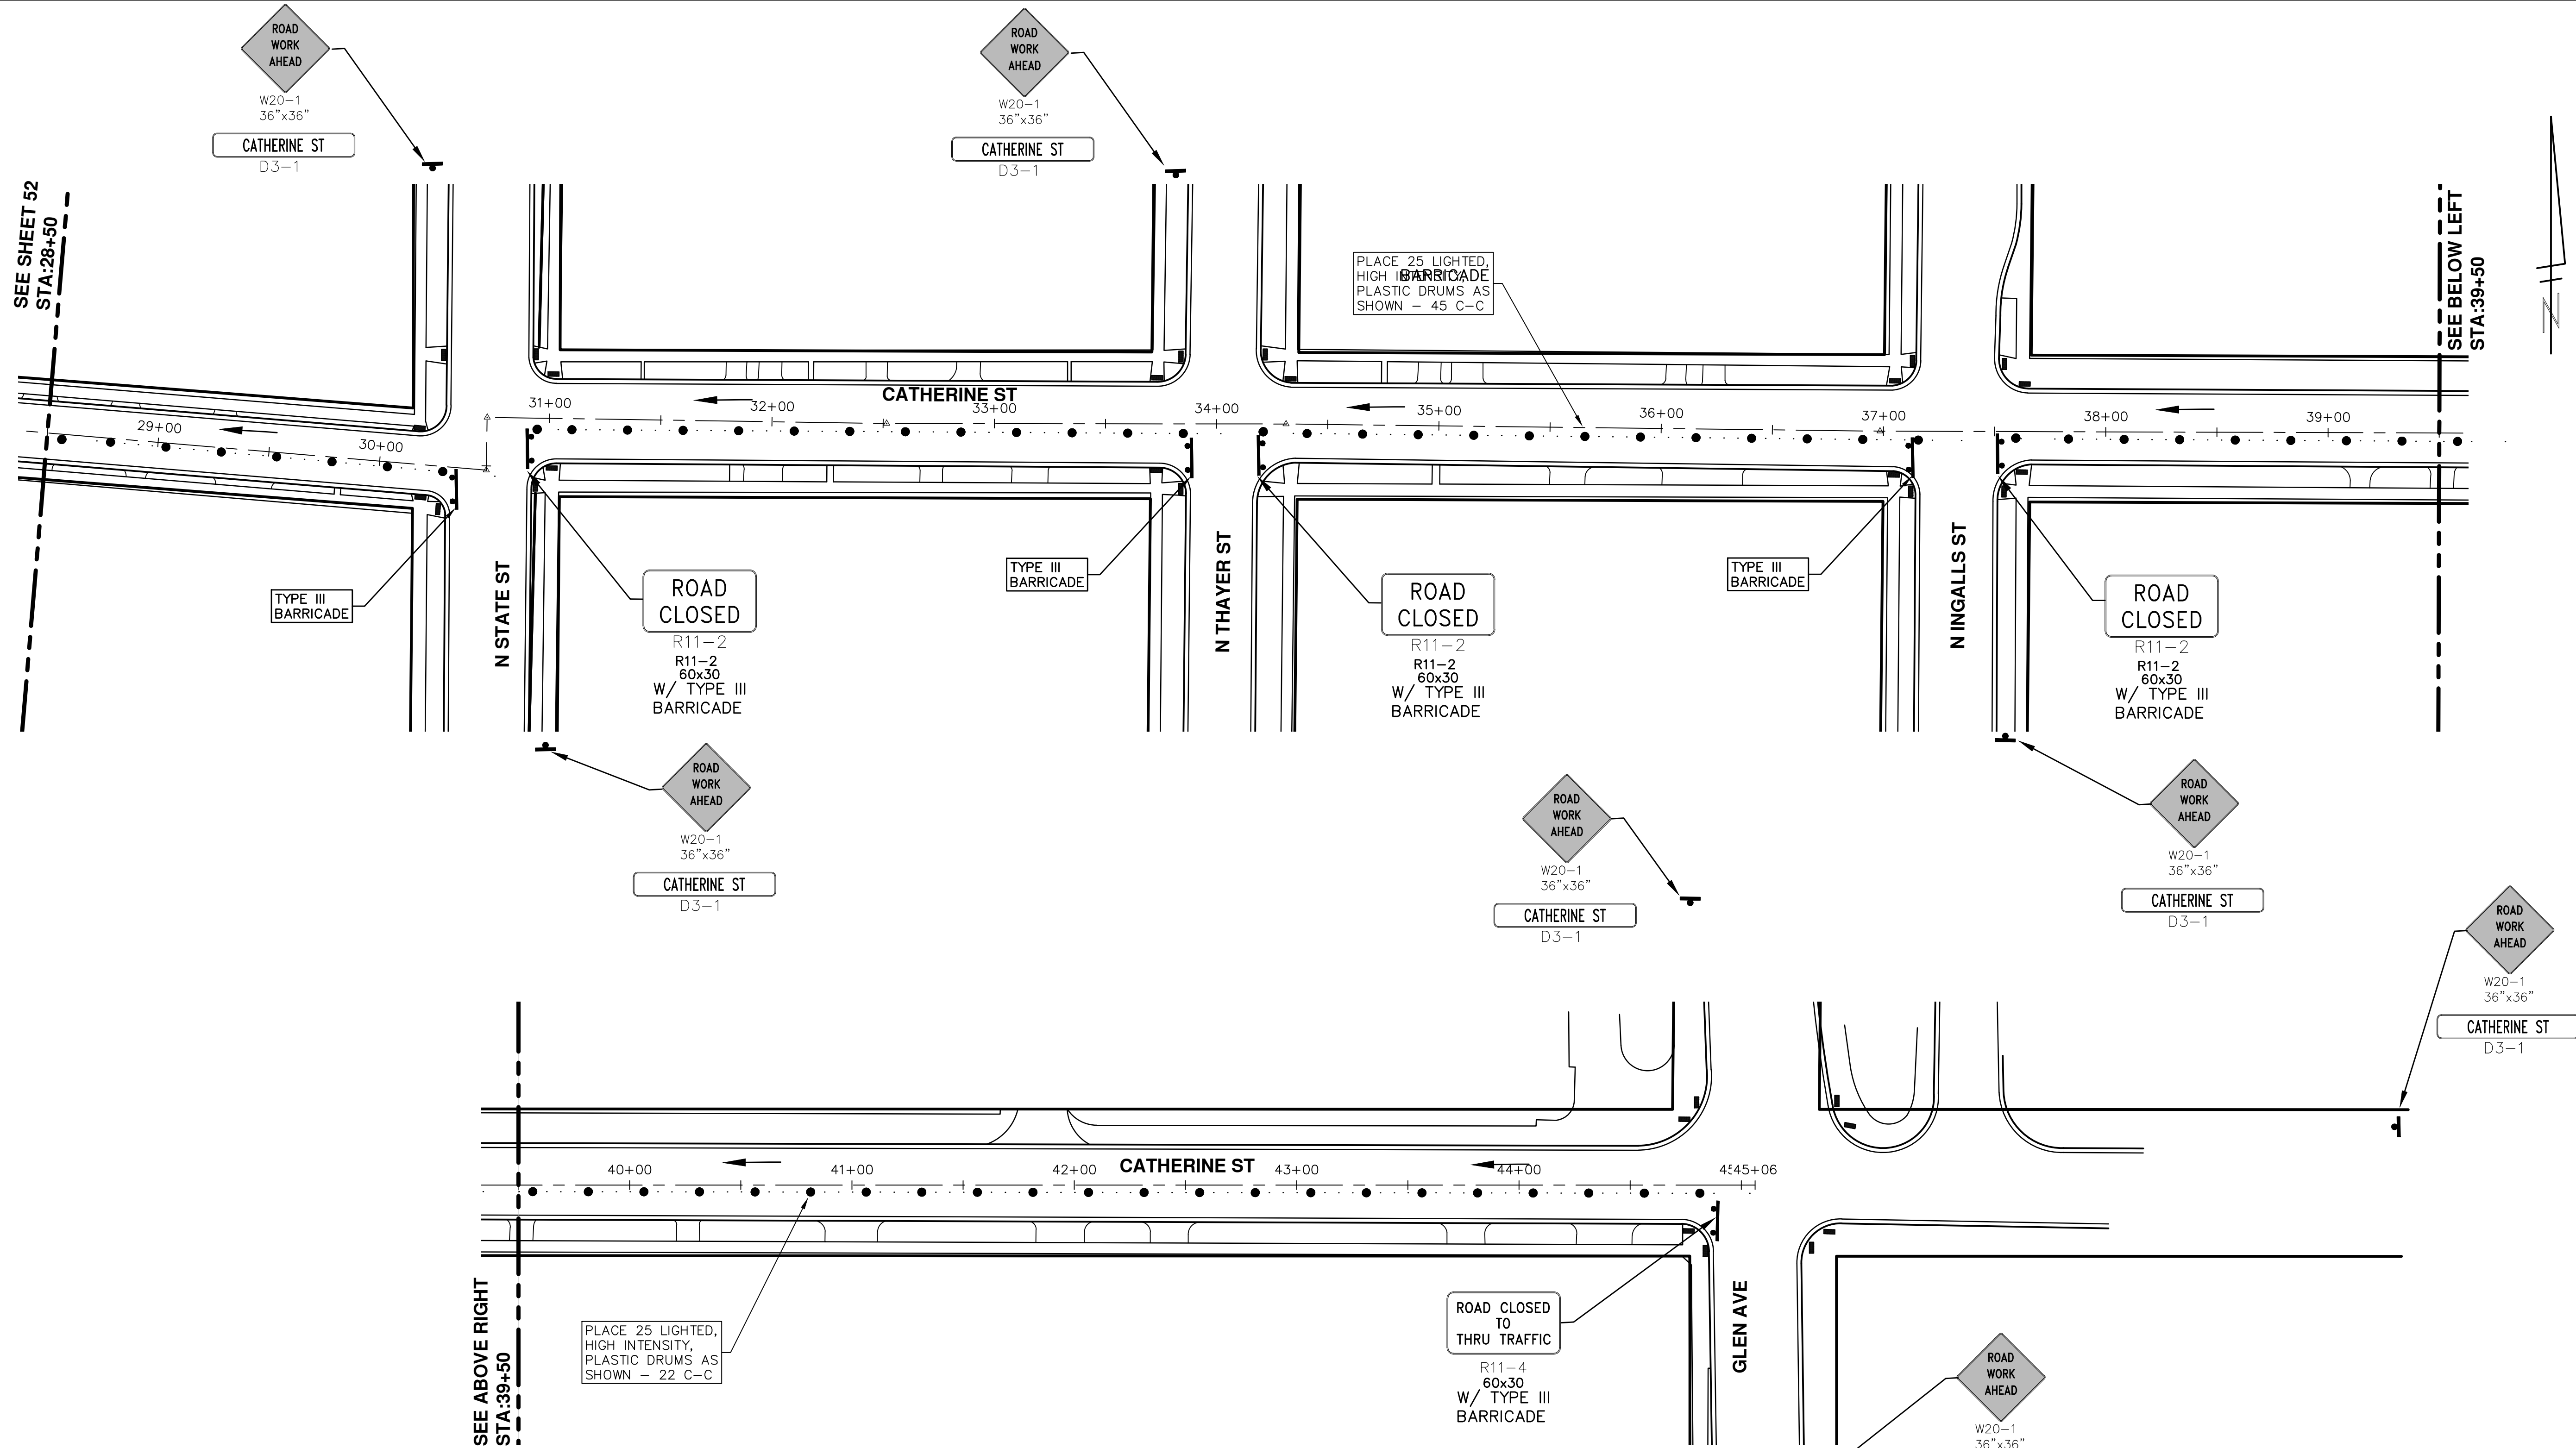 ROAD
WORK
AHEAD
W20-1
36"x36"
CATHERINE ST
D3-1
ROAD
WORK
AHEAD
W20-1
36"x36"
CATHERINE ST
D3-1
SEE SHEET 52
STA:28+50
PLACE 25 LIGHTED,
HIGH INTENSITY,
BARRICADE
PLASTIC DRUMS AS
SHOWN - 45 C-C
SEE BELOW LEFT
STA:39+50
N
CATHERINE ST
29+00
30+00
31+00
32+00
33+00
34+00
35+00
36+00
37+00
38+00
39+00
TYPE III
BARRICADE
N STATE ST
ROAD
CLOSED
R11-2
R11-2
60x30
W/ TYPE III
BARRICADE
TYPE III
BARRICADE
N THAYER ST
ROAD
CLOSED
R11-2
R11-2
60x30
W/ TYPE III
BARRICADE
TYPE III
BARRICADE
N INGALLS ST
ROAD
CLOSED
R11-2
R11-2
60x30
W/ TYPE III
BARRICADE
ROAD
WORK
AHEAD
W20-1
36"x36"
CATHERINE ST
D3-1
ROAD
WORK
AHEAD
W20-1
36"x36"
CATHERINE ST
D3-1
ROAD
WORK
AHEAD
W20-1
36"x36"
CATHERINE ST
D3-1
ROAD
WORK
AHEAD
W20-1
36"x36"
CATHERINE ST
D3-1
40+00
41+00
42+00
CATHERINE ST
43+00
44+00
45+06
SEE ABOVE RIGHT
STA:39+50
PLACE 25 LIGHTED,
HIGH INTENSITY,
PLASTIC DRUMS AS
SHOWN - 22 C-C
ROAD CLOSED
TO
THRU TRAFFIC
R11-4
60x30
W/ TYPE III
BARRICADE
GLEN AVE
ROAD
WORK
AHEAD
W20-1
36"x36"